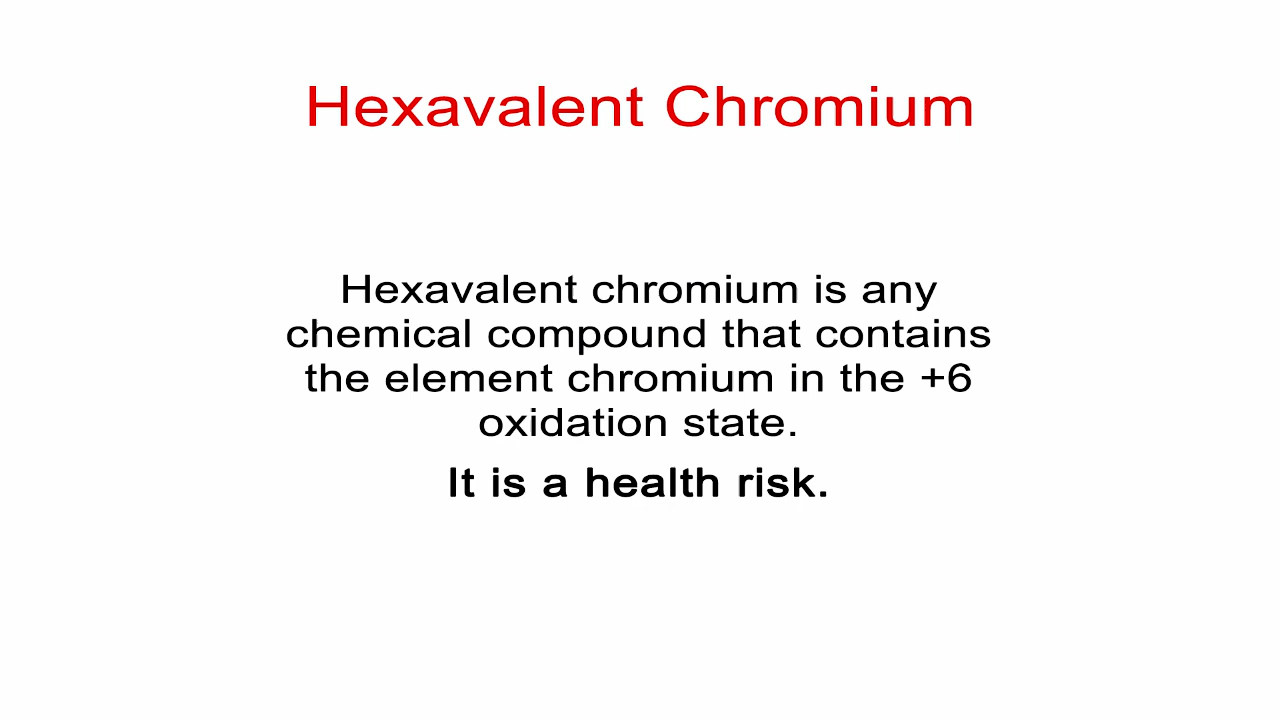 Hexavalent Chromium
Hexavalent chromium is any
chemical compound that contains
the element chromium in the +6
oxidation state.
It is a health risk.